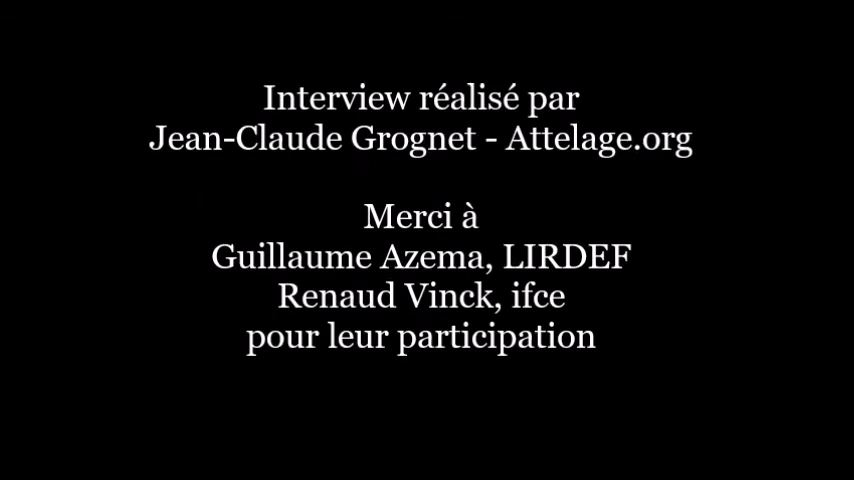 Interview réalisé par
Jean-Claude Grognet - Attelage.org
Merci à
Guillaume Azema, LIRDEF
Renaud Vinck, ifce
pour leur participation